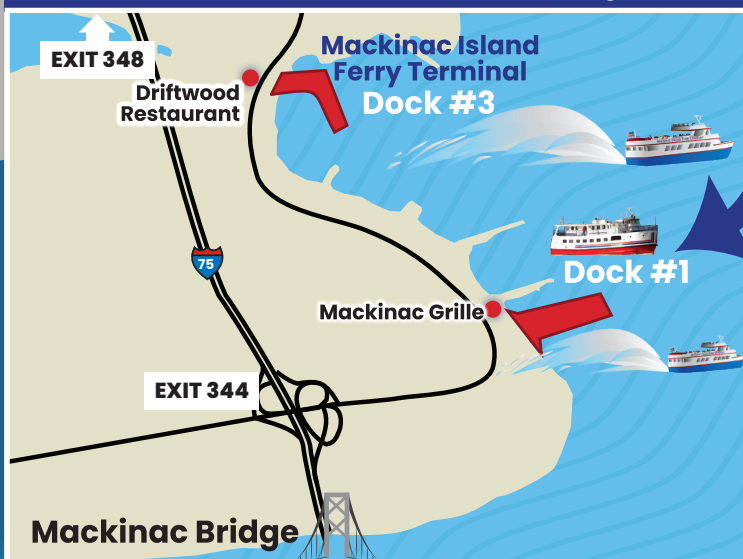 EXIT 348
Mackinac Island
Ferry Terminal
Dock #3
Driftwood
Restaurant
75
Dock #1
Mackinac Grille
EXIT 344
Mackinac Bridge